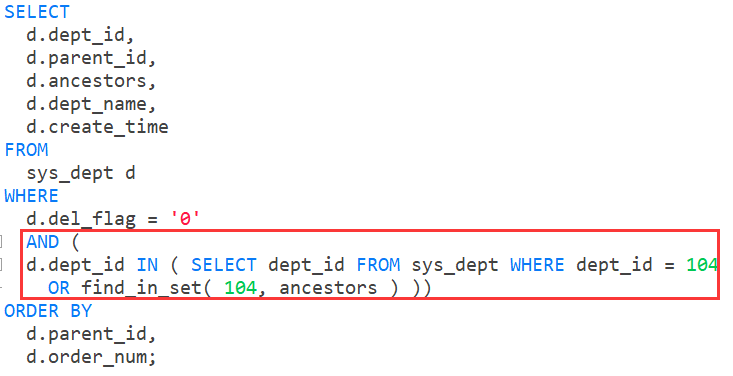 SELECT
d.dept_id,
d.parent_id,
d.ancestors,
d.dept_name,
d.create_time
FROM
sys_dept d
WHERE
d.del_flag = '0'
AND (
d.dept_id IN ( SELECT dept_id FROM sys_dept WHERE dept_id = 104
OR find_in_set( 104, ancestors ) ))
ORDER BY
d.parent_id,
d.order_num;